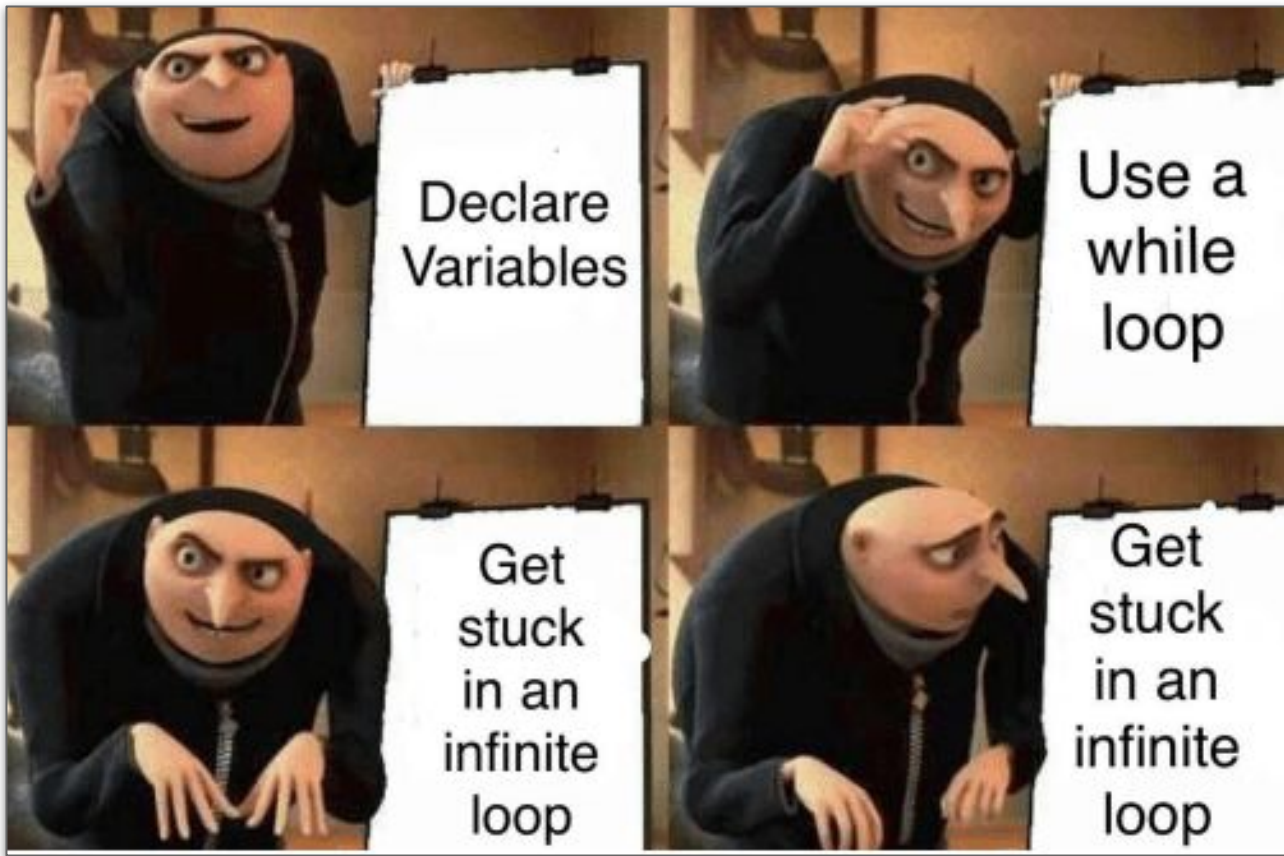 Declare
Variables
Use a
while
loop
Get
stuck
in an
infinite
loop
Get
stuck
in an
infinite
loop